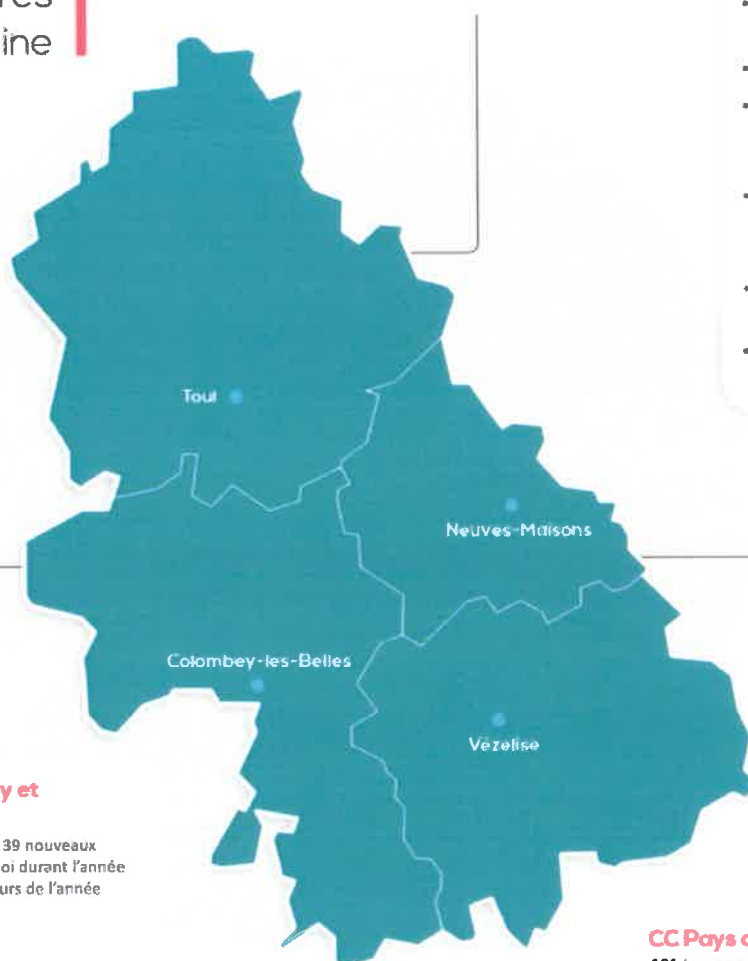 ine
Toul
Neuves-Maisons
Colombey-les-Belles
Vézelise
y et
39 nouveaux
oi durant l'année
urs de l'année
CC Pays